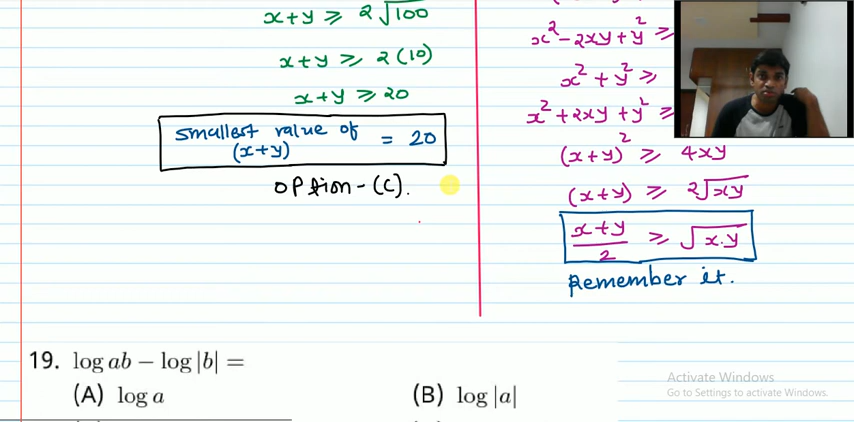 x+y ≥ 2√100
x+y ≥ 2(10)
x+y ≥ 20
smallest value of (x+y) = 20
option-(C).
x²-2xy+y² ≥
x²+y² ≥
x²+2xy+y² ≥
(x+y)² ≥ 4xy
(x+y) ≥ 2√xy
x+y/2 ≥ √x.y
Remember it.
19. log ab − log |b| =
(A) log a
(B) log |a|
Activate Windows
Go to Settings to activate Windows.